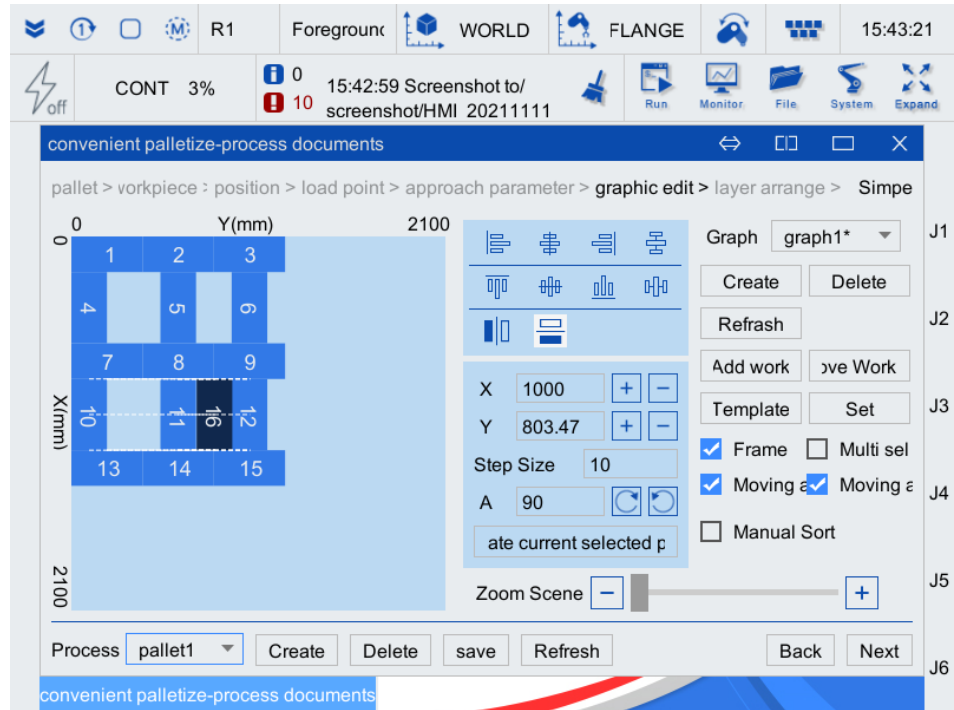 1 M R1 Foregrounc WORLD FLANGE 15:43:21
off CONT 3% 0 15:42:59 Screenshot to/
10 screenshot/HMI_20211111
Run Monitor File System Expand
convenient palletize-process documents
pallet > vorkpiece : position > load point > approach parameter > graphic edit > layer arrange > Simpe
0 Y(mm) 2100
0
1 2 3
4 5 6
7 8 9
10 11 16 12
13 14 15
X(mm)
2100
X 1000 + −
Y 803.47 + −
Step Size 10
A 90
ate current selected p
Zoom Scene − +
Graph graph1*
Create Delete
Refrash
Add work ove Work
Template Set
Frame Multi sel
Moving a Moving a
Manual Sort
J1
J2
J3
J4
J5
J6
Process pallet1 Create Delete save Refresh Back Next
convenient palletize-process documents